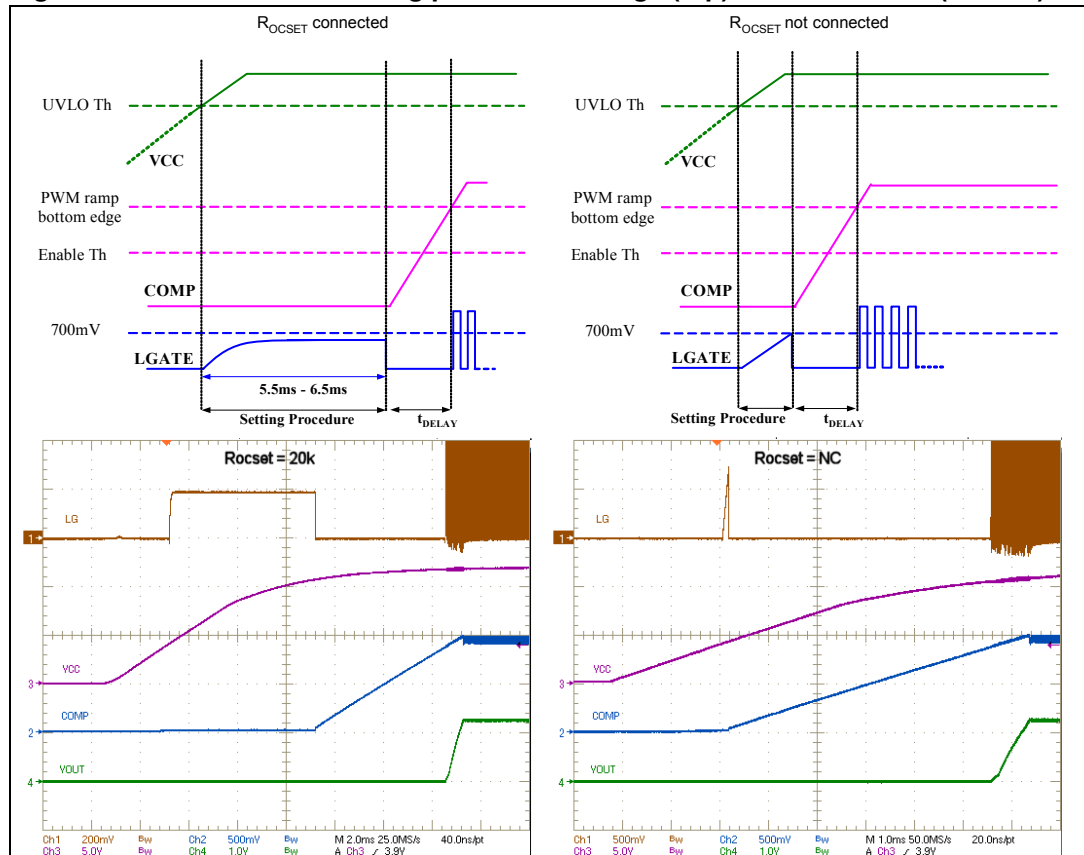 R_OCSET connected
R_OCSET not connected
UVLO Th
VCC
PWM ramp
bottom edge
Enable Th
COMP
700mV
LGATE
5.5ms - 6.5ms
Setting Procedure
t_DELAY
UVLO Th
VCC
PWM ramp
bottom edge
Enable Th
COMP
700mV
LGATE
Setting Procedure
t_DELAY
Rocset = 20k
LG
1
VCC
3
COMP
2
VOUT
4
Ch1 200mV Bw Ch2 500mV Bw M 2.0ms 25.0MS/s 40.0ns/pt
Ch3 5.0V Bw Ch4 1.0V Bw A Ch3 ∕ 3.9V
Rocset = NC
LG
1
VCC
3
COMP
2
VOUT
4
Ch1 500mV Bw Ch2 500mV Bw M 1.0ms 50.0MS/s 20.0ns/pt
Ch3 5.0V Bw Ch4 1.0V Bw A Ch3 ∕ 3.9V